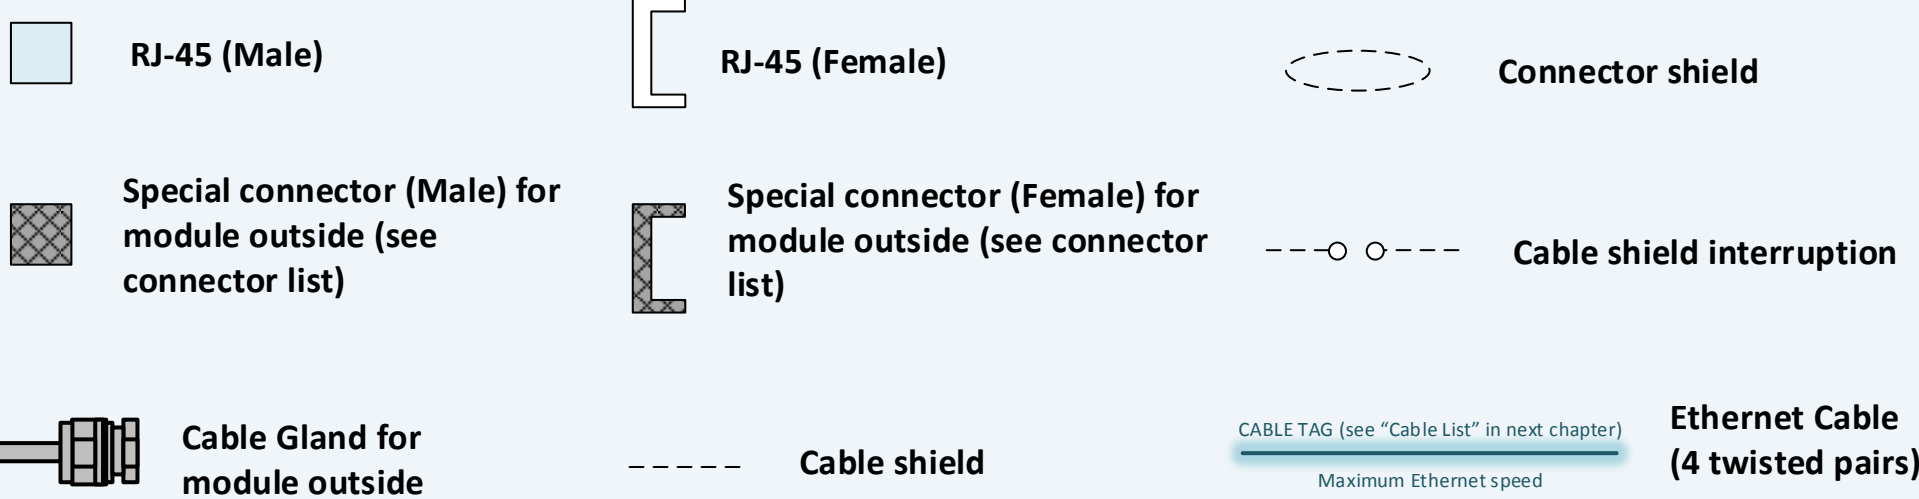 RJ-45 (Male)
RJ-45 (Female)
Connector shield
Special connector (Male) for
module outside (see
connector list)
Special connector (Female) for
module outside (see connector
list)
Cable shield interruption
Cable Gland for
module outside
Cable shield
CABLE TAG (see “Cable List” in next chapter)
Maximum Ethernet speed
Ethernet Cable
(4 twisted pairs)